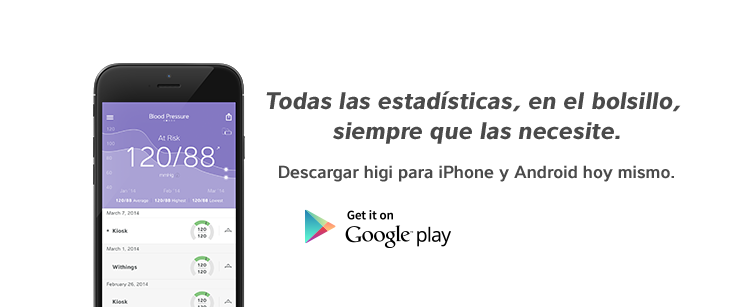 Todas las estadísticas, en el bolsillo,
siempre que las necesite.
Descargar higi para iPhone y Android hoy mismo.
Get it on
Google play
Blood Pressure
At Risk
120/88
mmHg
Jan '14 Feb '14 Mar '14
120/88 Average 120/88 Highest 120/88 Lowest
March 7, 2014
Kiosk
120
120
March 1, 2014
Withings
120
120
February 26, 2014
Kiosk
120
120